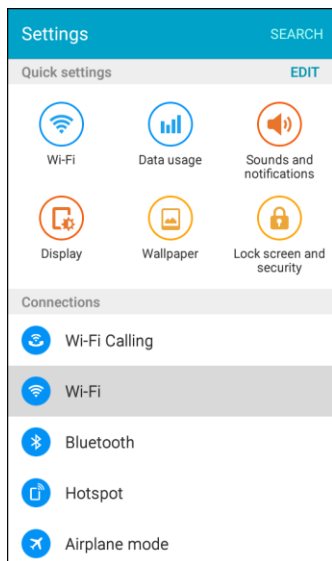 Settings SEARCH
Quick settings EDIT
Wi-Fi Data usage Sounds and
notifications
Display Wallpaper Lock screen and
security
Connections
Wi-Fi Calling
Wi-Fi
Bluetooth
Hotspot
Airplane mode